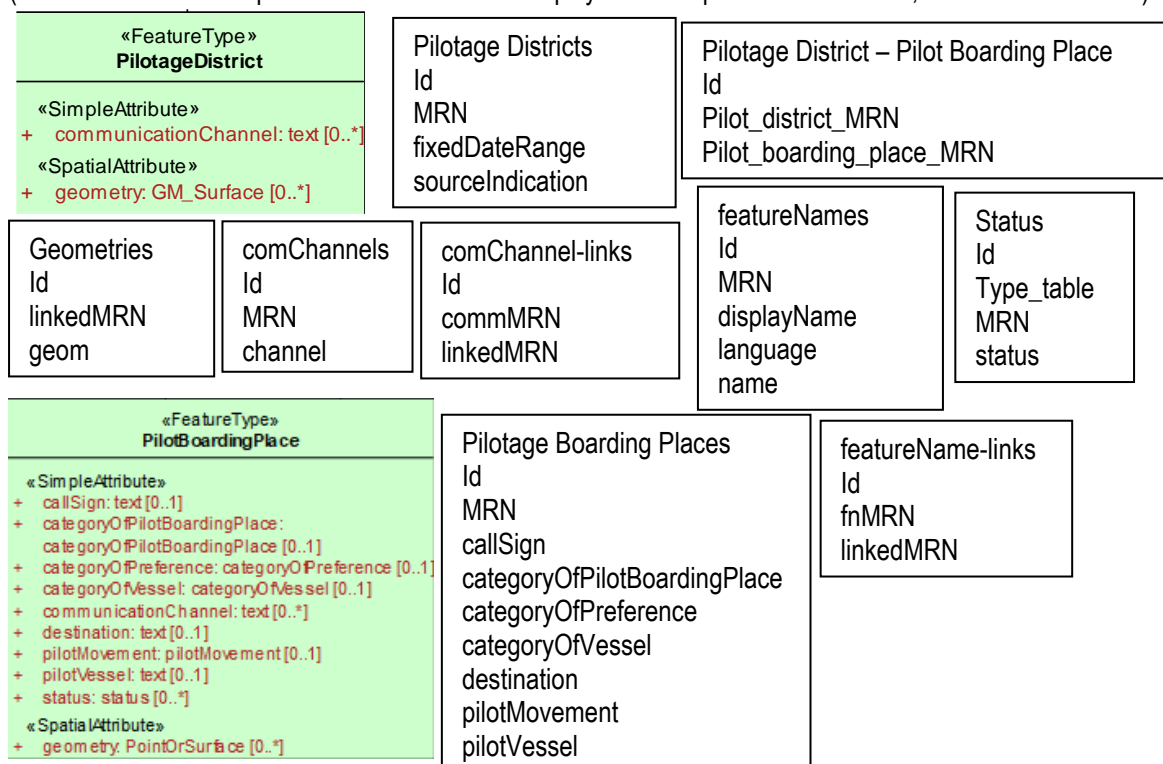 «FeatureType»
PilotageDistrict
«SimpleAttribute»
+ communicationChannel: text [0..*]
«SpatialAttribute»
+ geometry: GM_Surface [0..*]
Pilotage Districts
Id
MRN
fixedDateRange
sourceIndication
Pilotage District – Pilot Boarding Place
Id
Pilot_district_MRN
Pilot_boarding_place_MRN
Geometries
Id
linkedMRN
geom
comChannels
Id
MRN
channel
comChannel-links
Id
commMRN
linkedMRN
featureNames
Id
MRN
displayName
language
name
Status
Id
Type_table
MRN
status
«FeatureType»
PilotBoardingPlace
«SimpleAttribute»
+ callSign: text [0..1]
+ categoryOfPilotBoardingPlace:
categoryOfPilotBoardingPlace [0..1]
+ categoryOfPreference: categoryOfPreference [0..1]
+ categoryOfVessel: categoryOfVessel [0..1]
+ communicationChannel: text [0..*]
+ destination: text [0..1]
+ pilotMovement: pilotMovement [0..1]
+ pilotVessel: text [0..1]
+ status: status [0..*]
«SpatialAttribute»
+ geometry: PointOrSurface [0..*]
Pilotage Boarding Places
Id
MRN
callSign
categoryOfPilotBoardingPlace
categoryOfPreference
categoryOfVessel
destination
pilotMovement
pilotVessel
featureName-links
Id
fnMRN
linkedMRN